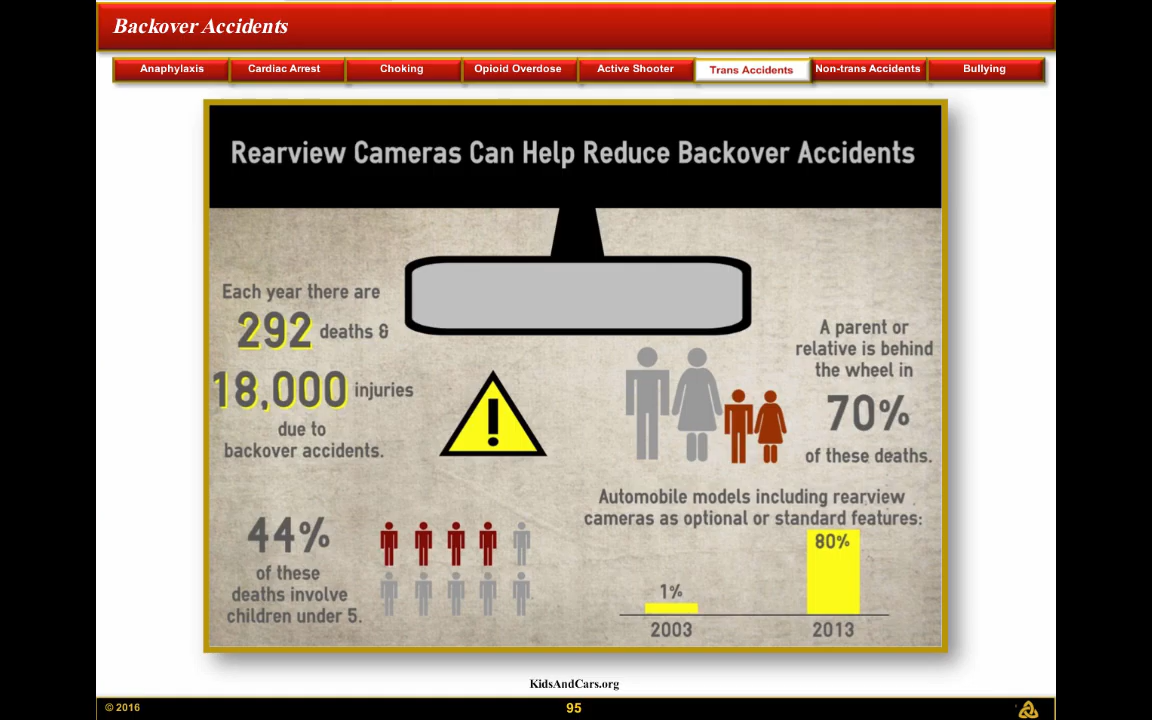 Backover Accidents
Anaphylaxis
Cardiac Arrest
Choking
Opioid Overdose
Active Shooter
Trans Accidents
Non-trans Accidents
Bullying
Rearview Cameras Can Help Reduce Backover Accidents
Each year there are
292 deaths &
18,000 injuries
due to
backover accidents.
!
A parent or
relative is behind
the wheel in
70%
of these deaths.
44%
of these
deaths involve
children under 5.
Automobile models including rearview
cameras as optional or standard features:
80%
1%
2003
2013
KidsAndCars.org
© 2016
95